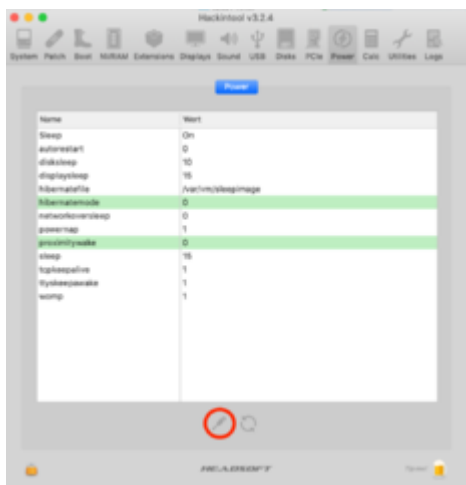 Hackintool v3.2.4
System Patch Boot NVRAM Extensions Displays Sound USB Disks PCIe Power Calc Utilities Logs
Power
Name Wert
Sleep On
autorestart 0
disksleep 10
displaysleep 15
hibernatefile /var/vm/sleepimage
hibernatemode 0
networkoversleep 0
powernap 1
proximitywake 0
sleep 15
tcpkeepalive 1
ttyskeepawake 1
womp 1
HEADSOFT